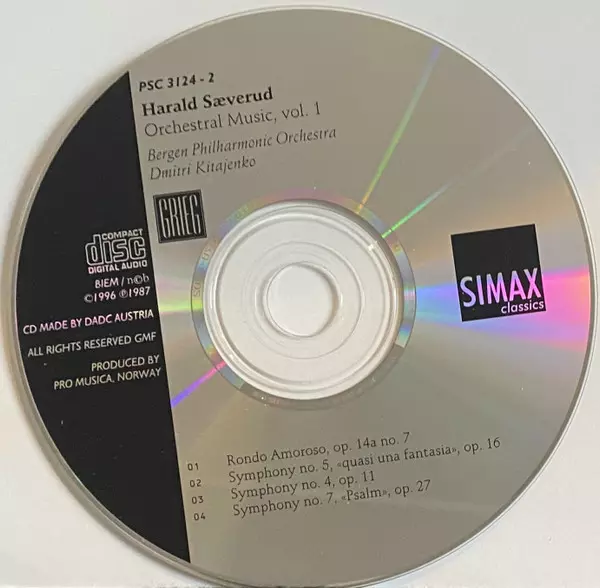 PSC 3124 - 2
Harald Sæverud
Orchestral Music, vol. 1
Bergen Philharmonic Orchestra
Dmitri Kitajenko
GRIEG
COMPACT
disc
DIGITAL AUDIO
BIEM / n©b
©1996 ℗1987
CD MADE BY DADC AUSTRIA
ALL RIGHTS RESERVED GMF
PRODUCED BY
PRO MUSICA, NORWAY
SIMAX
classics
01 Rondo Amoroso, op. 14a no. 7
02 Symphony no. 5, «quasi una fantasia», op. 16
03 Symphony no. 4, op. 11
04 Symphony no. 7, «Psalm», op. 27